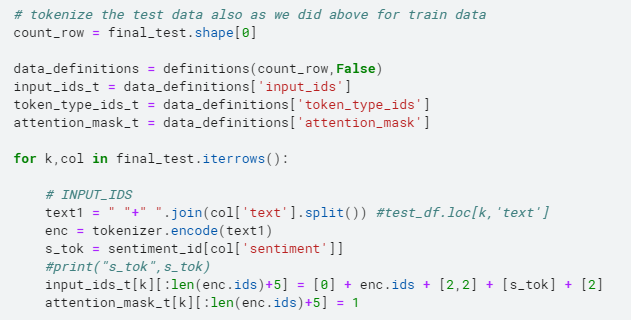 # tokenize the test data also as we did above for train data
count_row = final_test.shape[0]

data_definitions = definitions(count_row,False)
input_ids_t = data_definitions['input_ids']
token_type_ids_t = data_definitions['token_type_ids']
attention_mask_t = data_definitions['attention_mask']

for k,col in final_test.iterrows():

    # INPUT_IDS
    text1 = " "+" ".join(col['text'].split()) #test_df.loc[k,'text']
    enc = tokenizer.encode(text1)
    s_tok = sentiment_id[col['sentiment']]
    #print("s_tok",s_tok)
    input_ids_t[k][:len(enc.ids)+5] = [0] + enc.ids + [2,2] + [s_tok] + [2]
    attention_mask_t[k][:len(enc.ids)+5] = 1